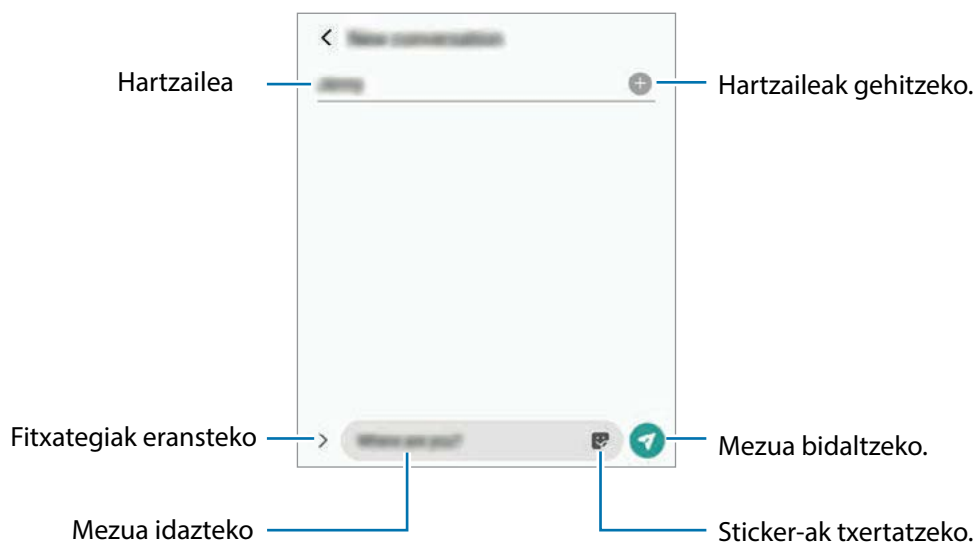 Hartzailea
Hartzaileak gehitzeko.
Fitxategiak eransteko
Mezua bidaltzeko.
Mezua idazteko
Sticker-ak txertatzeko.